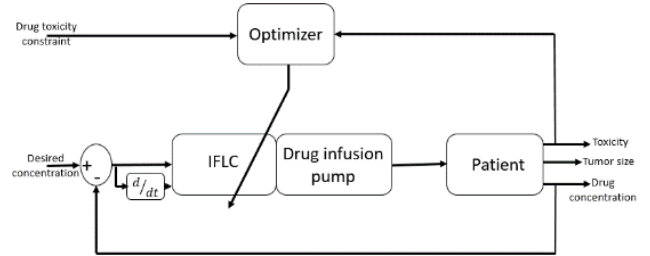 Drug toxicity
constraint
Optimizer
Desired
concentration
+
-
d/dt
IFLC
Drug infusion
pump
Patient
Toxicity
Tumor size
Drug
concentration